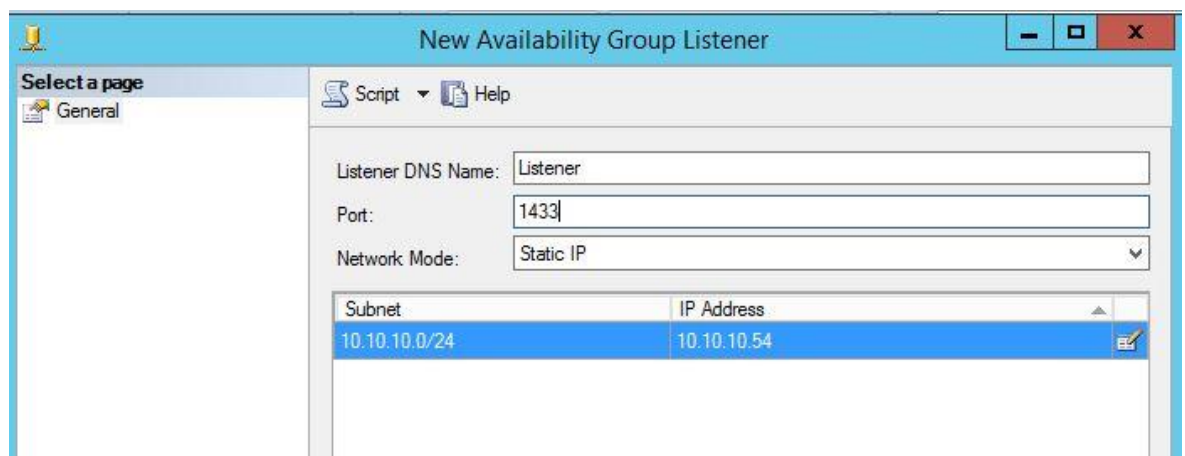 New Availability Group Listener
Select a page
General
Script Help
Listener DNS Name: Listener
Port: 1433
Network Mode: Static IP
Subnet IP Address
10.10.10.0/24 10.10.10.54